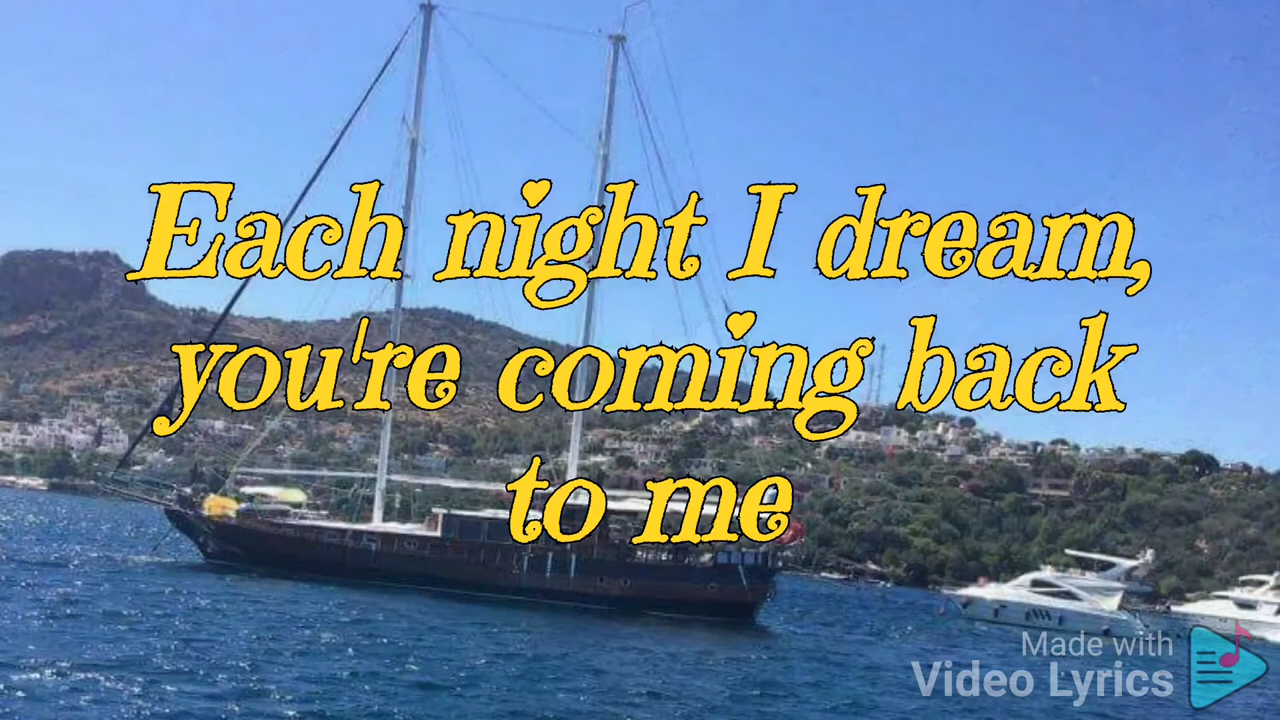 Each night I dream,
you're coming back
to me
Made with
Video Lyrics